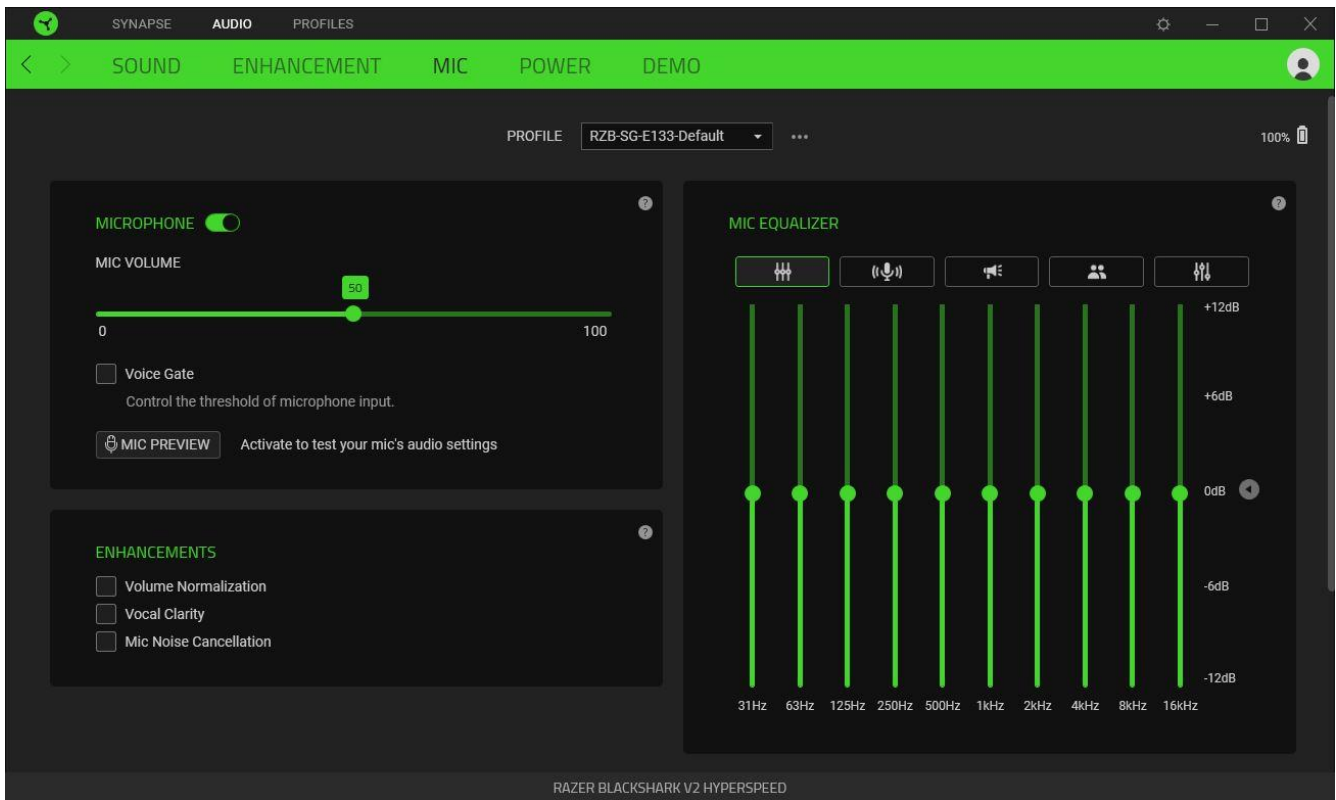 SYNAPSE AUDIO PROFILES
SOUND ENHANCEMENT MIC POWER DEMO
PROFILE RZB-SG-E133-Default 100%
MICROPHONE
MIC VOLUME
50
0 100
Voice Gate
Control the threshold of microphone input.
MIC PREVIEW Activate to test your mic's audio settings
ENHANCEMENTS
Volume Normalization
Vocal Clarity
Mic Noise Cancellation
MIC EQUALIZER
+12dB
+6dB
0dB
-6dB
-12dB
31Hz 63Hz 125Hz 250Hz 500Hz 1kHz 2kHz 4kHz 8kHz 16kHz
RAZER BLACKSHARK V2 HYPERSPEED